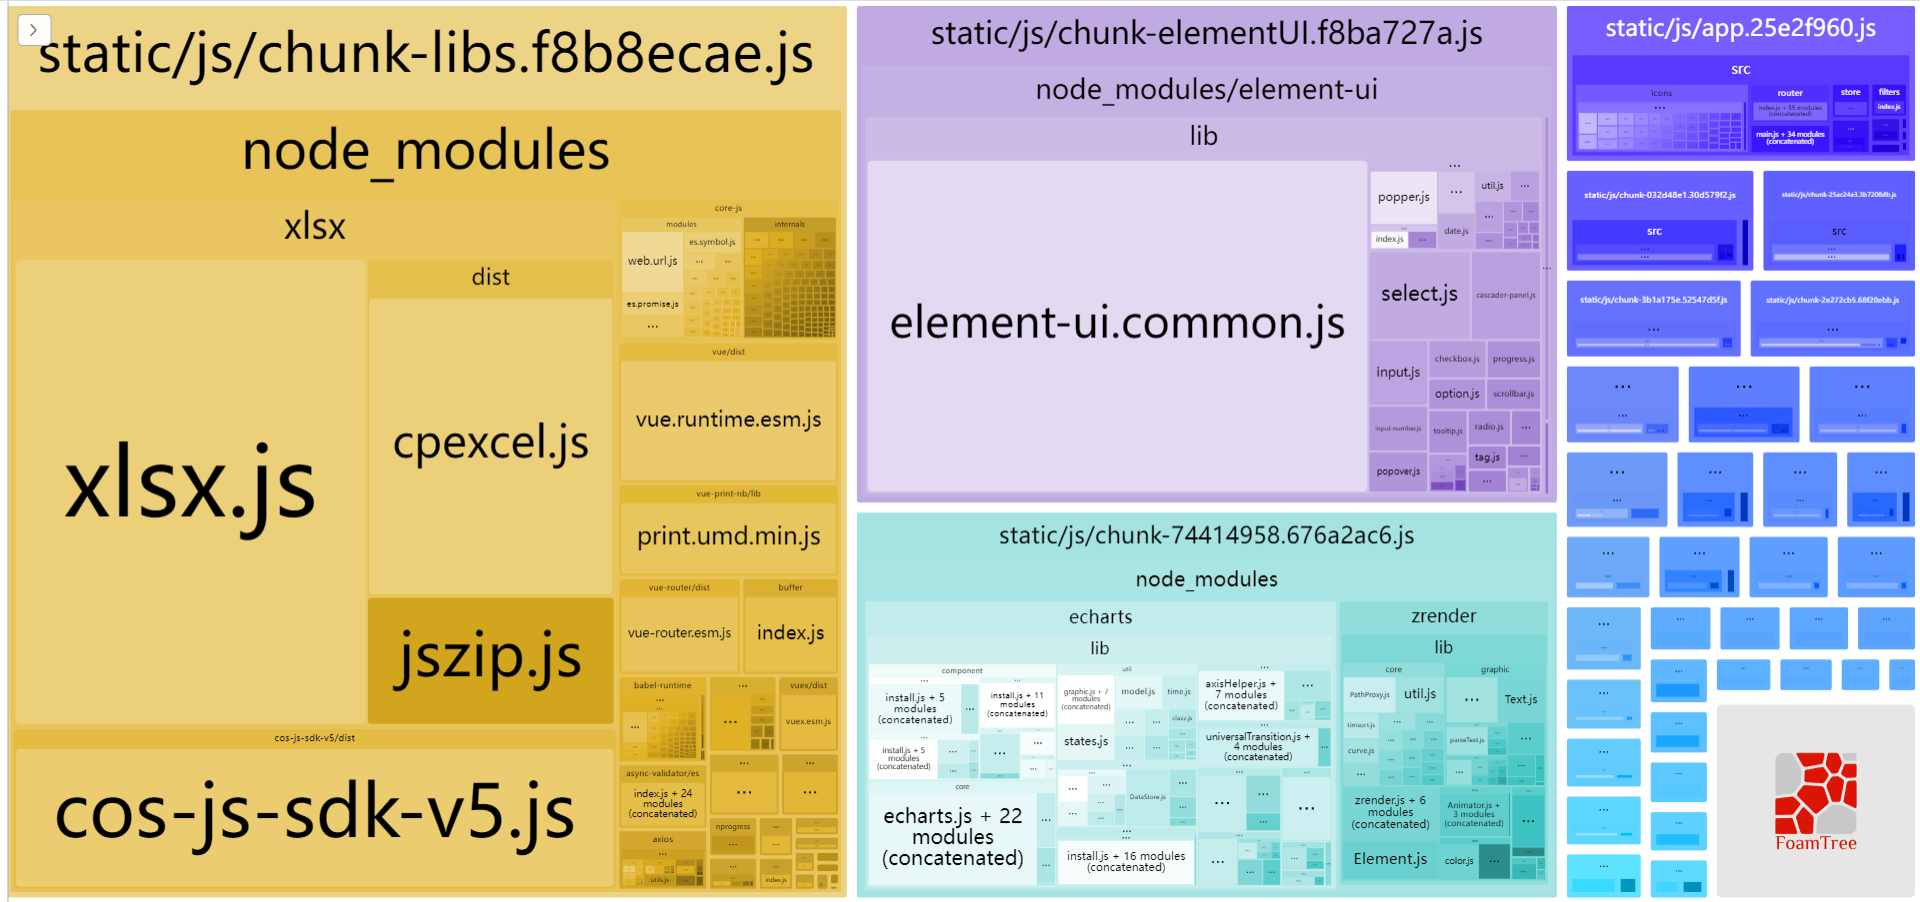 static/js/chunk-libs.f8b8ecae.js
node_modules
xlsx
xlsx.js
dist
cpexcel.js
jszip.js
cos-js-sdk-v5/dist
cos-js-sdk-v5.js
core-js
modules
internals
web.url.js
es.symbol.js
es.promise.js
...
vue/dist
vue.runtime.esm.js
vue-print-nb/lib
print.umd.min.js
vue-router/dist
vue-router.esm.js
buffer
index.js
babel-runtime
...
vuex/dist
vuex.esm.js
async-validator/es
index.js + 24
modules
(concatenated)
axios
utils.js
nprogress
...
index.js
static/js/chunk-elementUI.f8ba727a.js
node_modules/element-ui
lib
element-ui.common.js
popper.js
...
util.js
...
index.js
date.js
select.js
cascader-panel.js
input.js
checkbox.js
progress.js
option.js
scrollbar.js
input-number.js
tooltip.js
radio.js
...
popover.js
tag.js
...
static/js/chunk-74414958.676a2ac6.js
node_modules
echarts
lib
component
install.js + 5
modules
(concatenated)
...
install.js + 11
modules
(concatenated)
install.js + 5
modules
(concatenated)
...
core
echarts.js + 22
modules
(concatenated)
util
graphic.js + 7
modules
(concatenated)
model.js
time.js
clazz.js
states.js
DataStore.js
install.js + 16 modules
(concatenated)
axisHelper.js +
7 modules
(concatenated)
...
universalTransition.js +
4 modules
(concatenated)
...
zrender
lib
core
PathProxy.js
util.js
timsort.js
curve.js
...
graphic
...
Text.js
parseText.js
...
zrender.js + 6
modules
(concatenated)
Animator.js +
3 modules
(concatenated)
...
Element.js
color.js
...
static/js/app.25e2f960.js
src
icons
...
router
index.js + 55 modules
(concatenated)
main.js + 34 modules
(concatenated)
store
...
filters
index.js
static/js/chunk-032d48e1.30d579f2.js
src
...
static/js/chunk-25ac24a3.3b7208db.js
src
...
static/js/chunk-3b1a175e.52547d5f.js
...
static/js/chunk-2e272cb5.68f20ebb.js
...
FoamTree